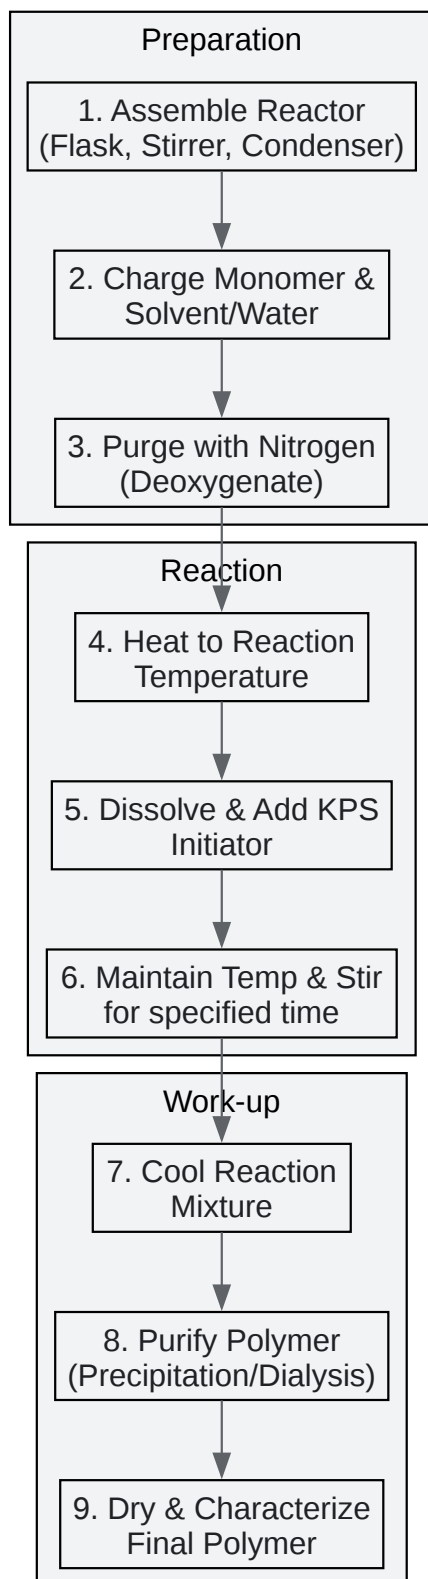 Preparation
1. Assemble Reactor
(Flask, Stirrer, Condenser)
2. Charge Monomer &
Solvent/Water
3. Purge with Nitrogen
(Deoxygenate)
Reaction
4. Heat to Reaction
Temperature
5. Dissolve & Add KPS
Initiator
6. Maintain Temp & Stir
for specified time
Work-up
7. Cool Reaction
Mixture
8. Purify Polymer
(Precipitation/Dialysis)
9. Dry & Characterize
Final Polymer